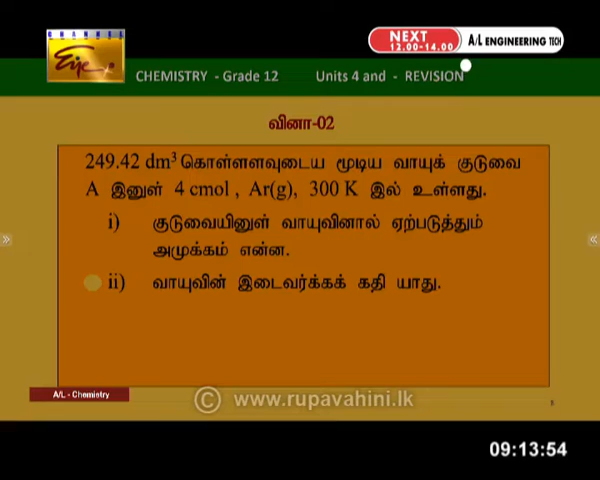 CHANNEL
Eye
NEXT
12.00-14.00
A/L ENGINEERING TECH
CHEMISTRY - Grade 12 Units 4 and - REVISION
வினா-02
249.42 dm³ கொள்ளளவுடைய மூடிய வாயுக் குடுவை
A இனுள் 4 cmol , Ar(g), 300 K இல் உள்ளது.
i) குடுவையினுள் வாயுவினால் ஏற்படுத்தும்
அமுக்கம் என்ன.
ii) வாயுவின் இடைவர்க்கக் கதி யாது.
A/L - Chemistry
© www.rupavahini.lk
09:13:54